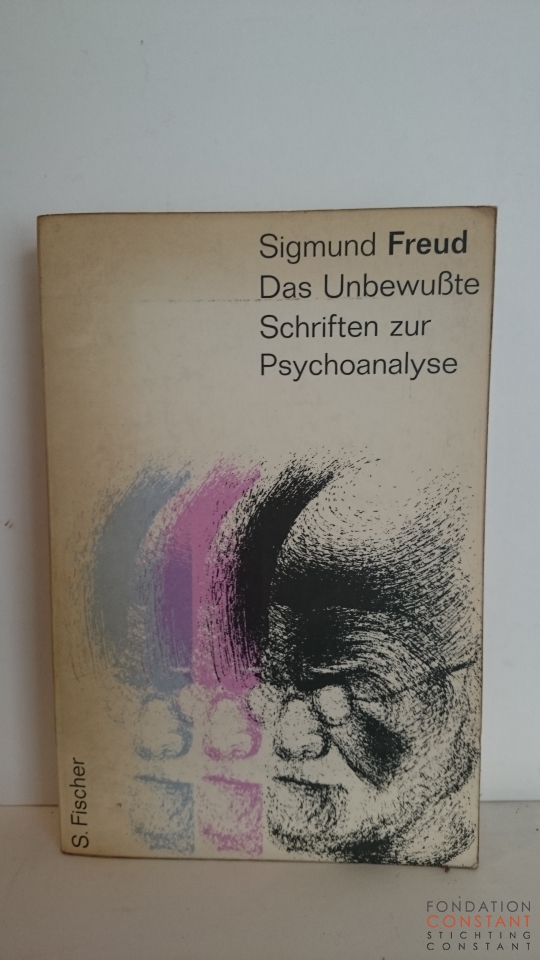 Sigmund Freud
Das Unbewußte
Schriften zur
Psychoanalyse
S. Fischer
FONDATION
CONSTANT
STICHTING
CONSTANT